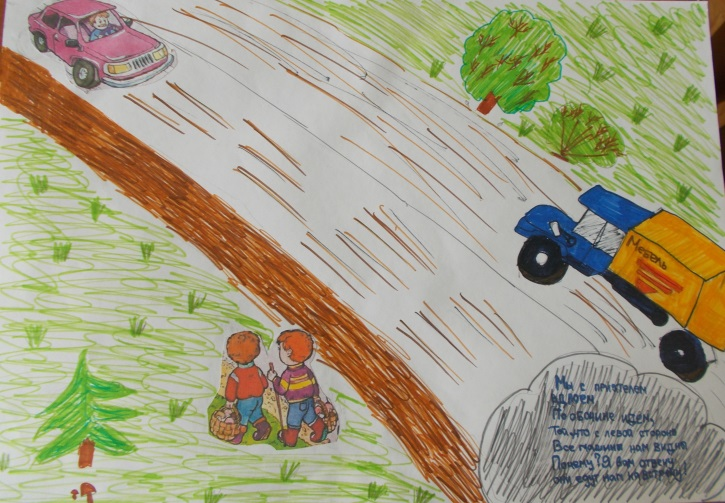 Мебель
Мы с приятелем
вдвоем
По обочине идем,
Та, что с левой стороны
Все машины нам видны
Почему? Я вам отвечу
они едут нам навстречу!